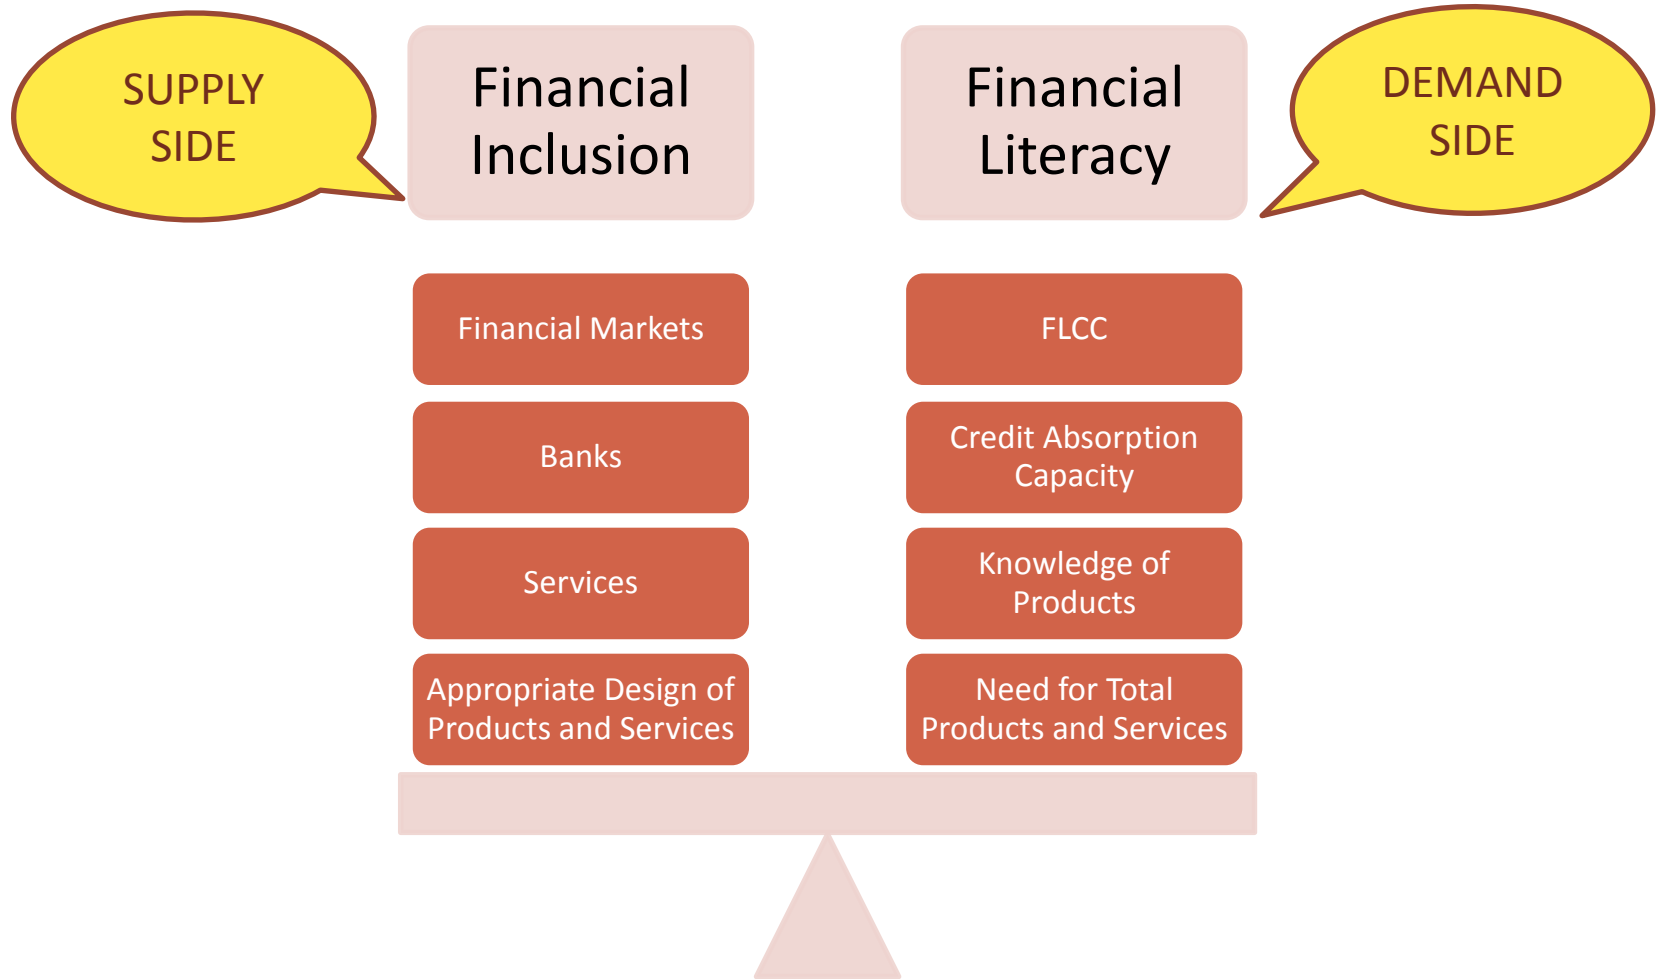 SUPPLY
SIDE
Financial
Inclusion
Financial
Literacy
DEMAND
SIDE
Financial Markets
Banks
Services
Appropriate Design of
Products and Services
FLCC
Credit Absorption
Capacity
Knowledge of
Products
Need for Total
Products and Services